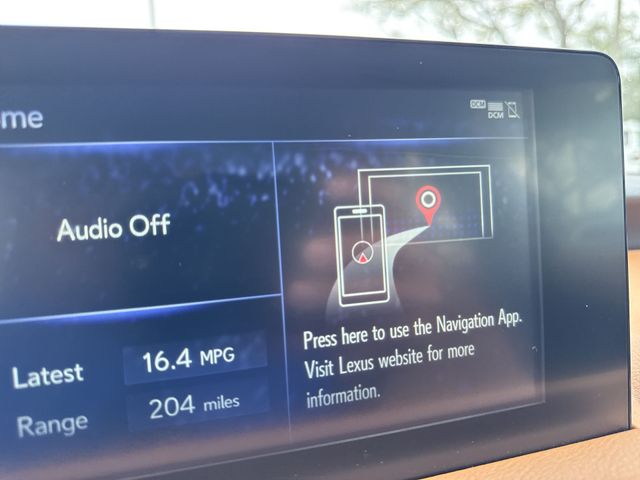 ome
DCM
DCM
Audio Off
Latest 16.4 MPG
Range 204 miles
Press here to use the Navigation App.
Visit Lexus website for more
information.